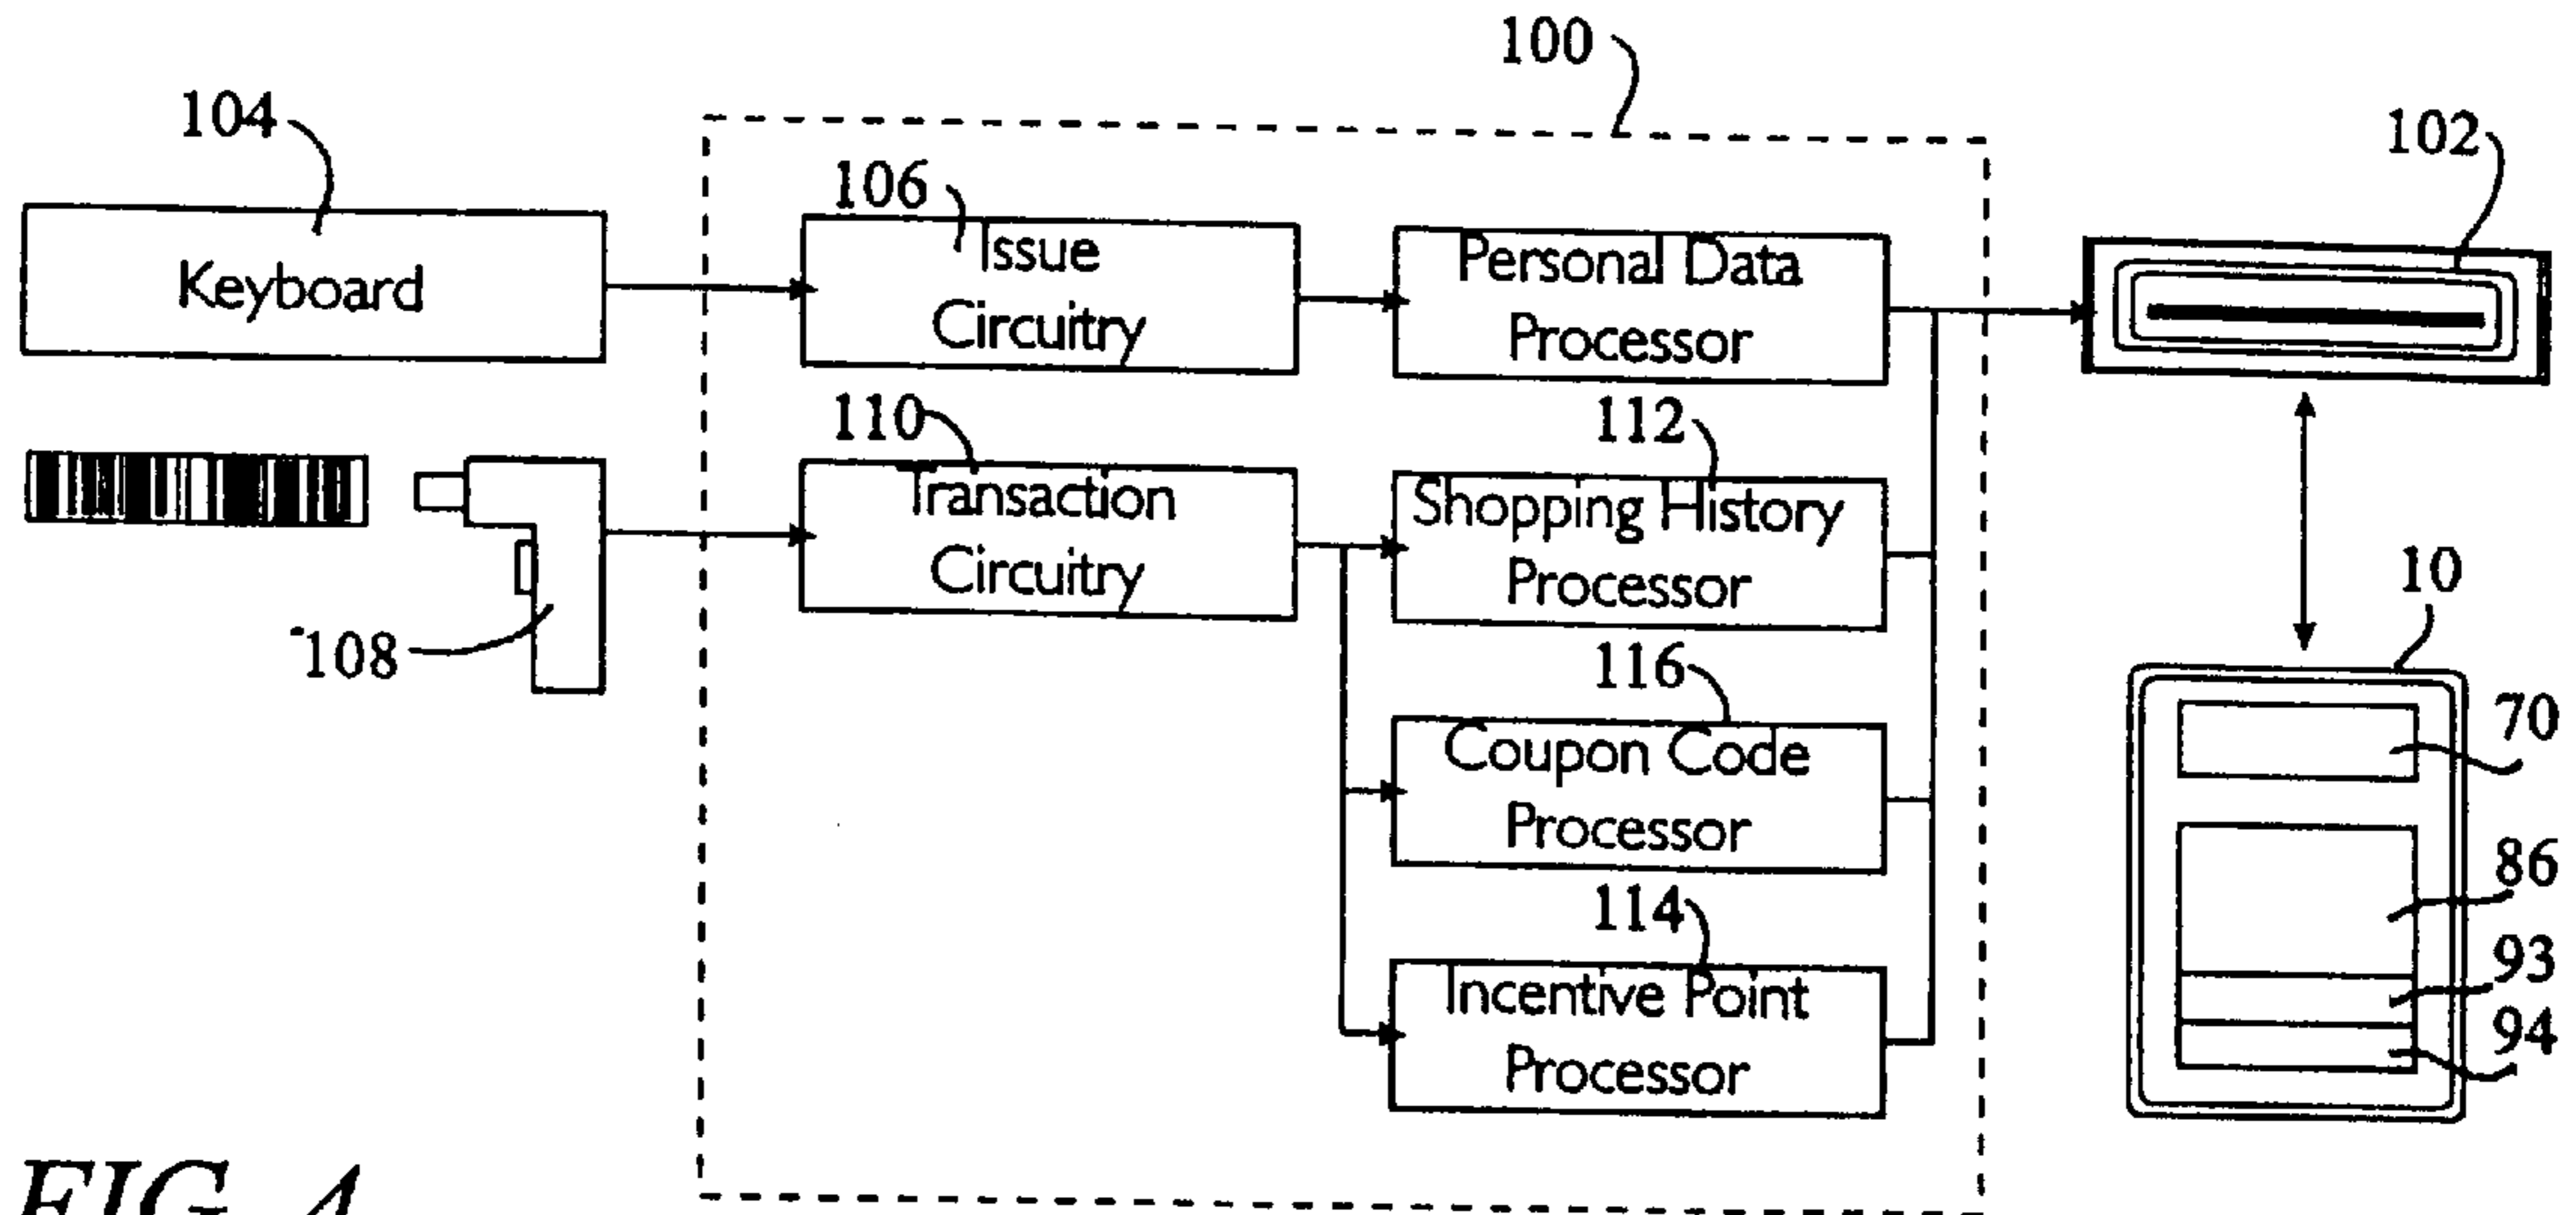 100
104
102
106
Keyboard
Issue
Circuitry
Personal Data
Processor
110
112
Transaction
Circuitry
Shopping History
Processor
108
10
116
70
Coupon Code
Processor
86
114
93
Incentive Point
Processor
94
FIG. 4